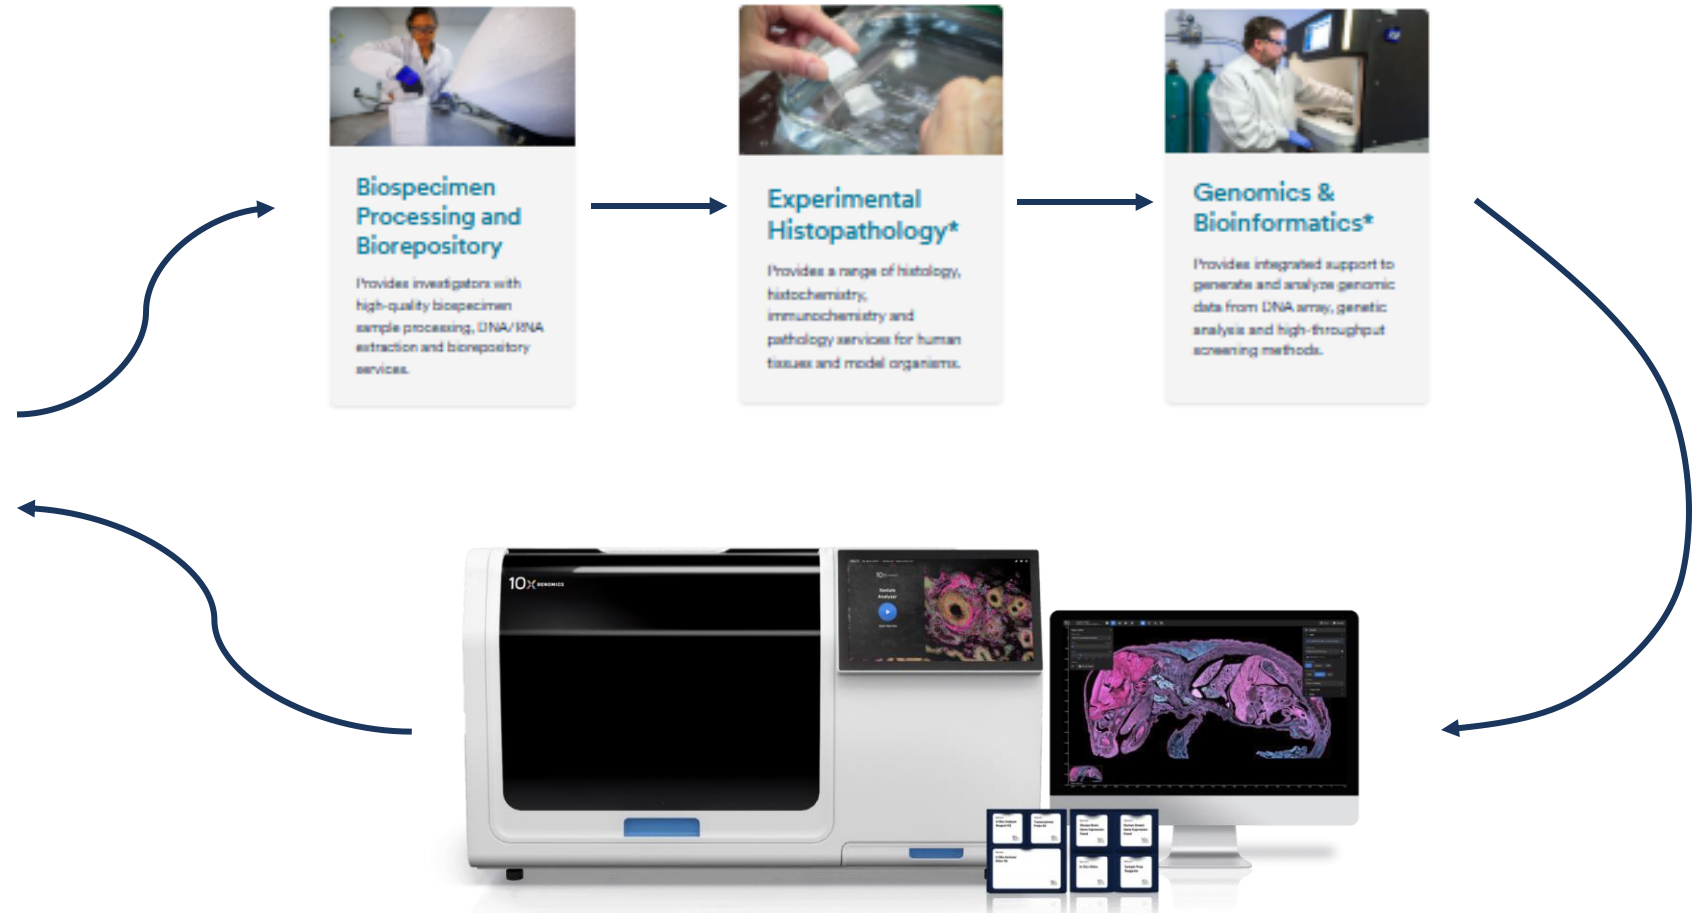 Biospecimen
Processing and
Biorepository
Provides investigators with
high-quality biospecimen
sample processing, DNA/RNA
extraction and biorepository
services.
Experimental
Histopathology*
Provides a range of histology,
histochemistry,
immunochemistry and
pathology services for human
tissues and model organisms.
Genomics &
Bioinformatics*
Provides integrated support to
generate and analyze genomic
data from DNA array, genetic
analysis and high-throughput
screening methods.
10X GENOMICS
10X
Xenium
Analyzer